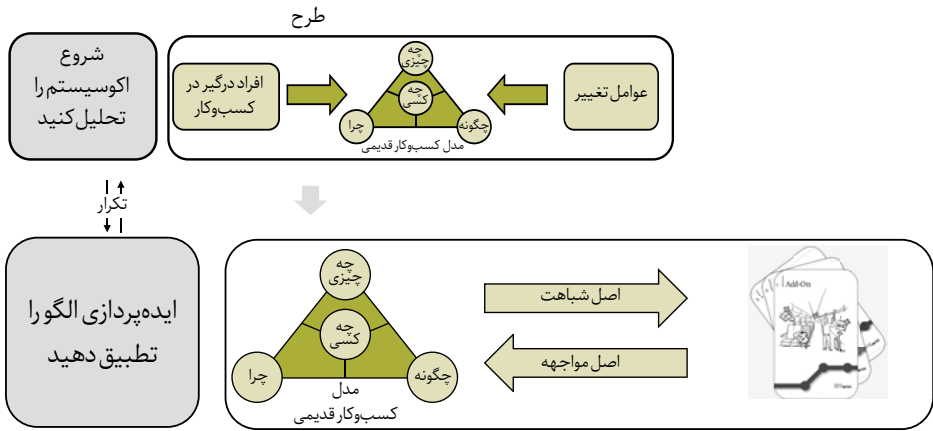 طرح
شروع
اکوسیستم را
تحلیل کنید
افراد درگیر در
کسب‌وکار
چه
چیزی
چه
کسی
چرا
چگونه
مدل کسب‌وکار قدیمی
عوامل تغییر
تکرار
ایده‌پردازی الگو را
تطبیق دهید
چه
چیزی
چه
کسی
چرا
چگونه
مدل
کسب‌وکار قدیمی
اصل شباهت
اصل مواجهه
Add-On